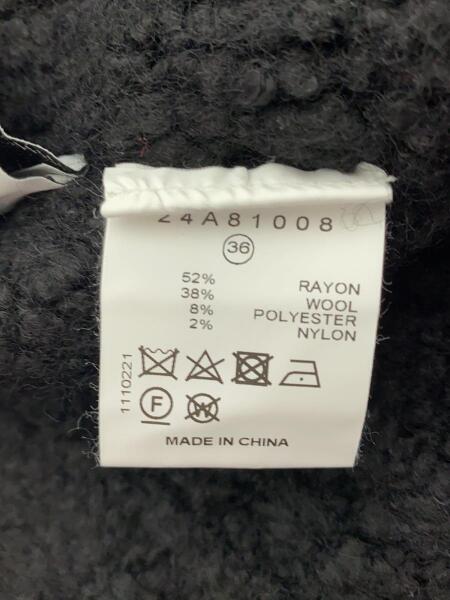 24A81008
36
52% RAYON
38% WOOL
8% POLYESTER
2% NYLON
1110221
F
W
MADE IN CHINA